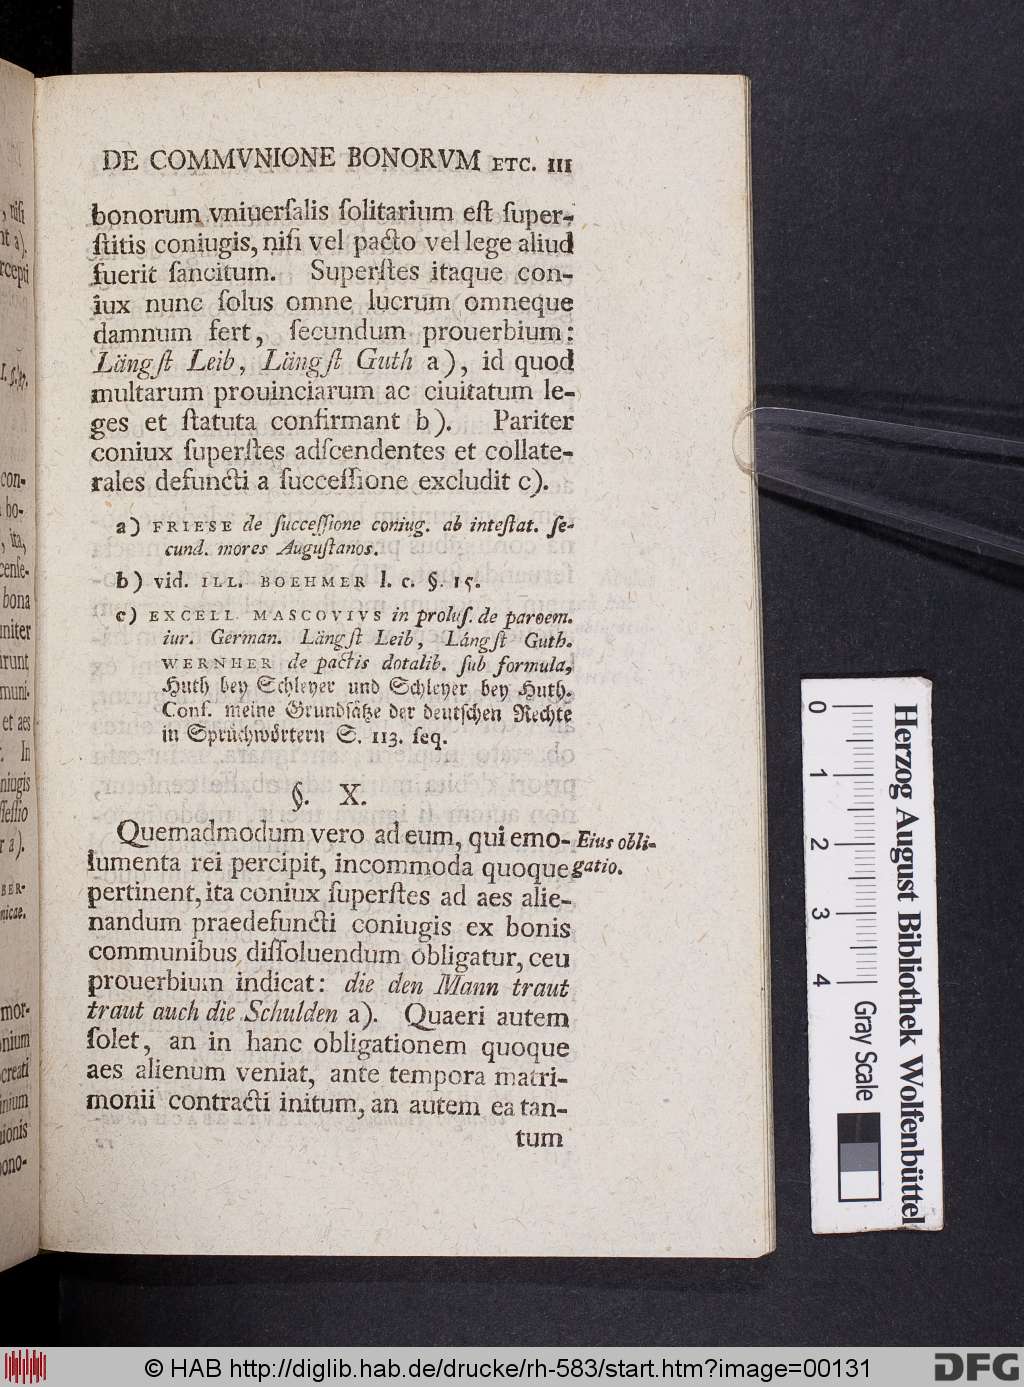 DE COMMVNIONE BONORVM ETC. III
bonorum vniuerſalis ſolitarium eſt ſuper-
ſtitis coniugis, niſi vel pacto vel lege aliud
fuerit ſancitum. Superſtes itaque con-
iux nunc ſolus omne lucrum omneque
damnum fert, ſecundum prouerbium:
Längſt Leib, Längſt Guth a), id quod
multarum prouinciarum ac ciuitatum le-
ges et ſtatuta confirmant b). Pariter
coniux ſuperſtes adſcendentes et collate-
rales defuncti a ſucceſſione excludit c).
a) FRIESE de ſucceſſione coniug. ab inteſtat. ſe-
cund. mores Auguſtanos.
b) vid. ILL. BOEHMER l. c. §. 15.
c) EXCELL. MASCOVIVS in proluſ. de paroem.
iur. German. Längſt Leib, Längſt Guth.
WERNHER de pactis dotalib. ſub formula,
Huth bey Schleyer und Schleyer bey Huth.
Conf. meine Grundſätze der deutſchen Rechte
in Sprüchwörtern S. 113. ſeq.
§. X.
Quemadmodum vero ad eum, qui emo-
Eius obli-
gatio.
lumenta rei percipit, incommoda quoque
pertinent, ita coniux ſuperſtes ad aes alie-
nandum praedefuncti coniugis ex bonis
communibus diſſoluendum obligatur, ceu
prouerbium indicat: die den Mann traut
traut auch die Schulden a). Quaeri autem
ſolet, an in hanc obligationem quoque
aes alienum veniat, ante tempora matri-
monii contracti initum, an autem ea tan-
tum
0 1 2 3 4
Gray Scale
Herzog August Bibliothek Wolfenbüttel
© HAB http://diglib.hab.de/drucke/rh-583/start.htm?image=00131
DFG